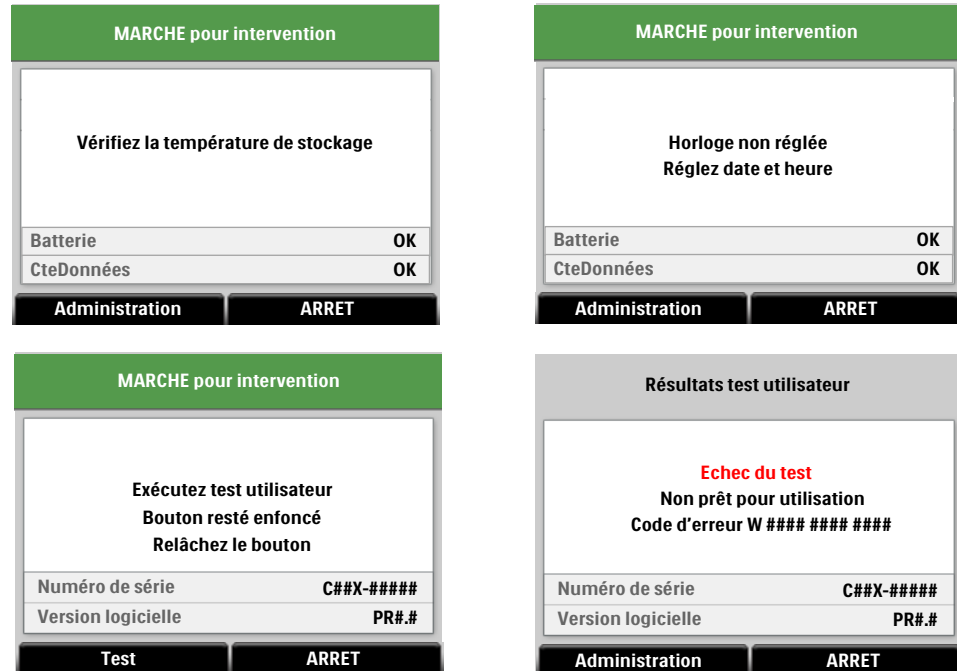 MARCHE pour intervention
Vérifiez la température de stockage
Batterie OK
CteDonnées OK
Administration ARRET
MARCHE pour intervention
Horloge non réglée
Réglez date et heure
Batterie OK
CteDonnées OK
Administration ARRET
MARCHE pour intervention
Exécutez test utilisateur
Bouton resté enfoncé
Relâchez le bouton
Numéro de série C##X-#####
Version logicielle PR#.#
Test ARRET
Résultats test utilisateur
Echec du test
Non prêt pour utilisation
Code d’erreur W #### #### ####
Numéro de série C##X-#####
Version logicielle PR#.#
Administration ARRET